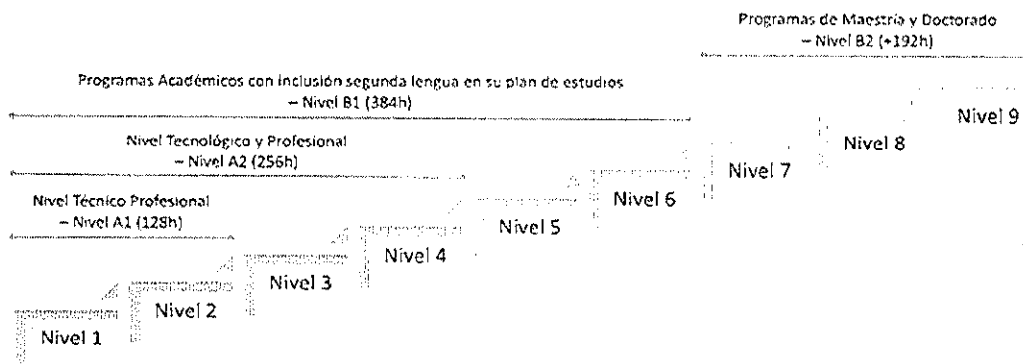 Programas de Maestría y Doctorado
– Nivel B2 (+192h)
Programas Académicos con inclusión segunda lengua en su plan de estudios
– Nivel B1 (384h)
Nivel Tecnológico y Profesional
– Nivel A2 (256h)
Nivel Técnico Profesional
– Nivel A1 (128h)
Nivel 1
Nivel 2
Nivel 3
Nivel 4
Nivel 5
Nivel 6
Nivel 7
Nivel 8
Nivel 9